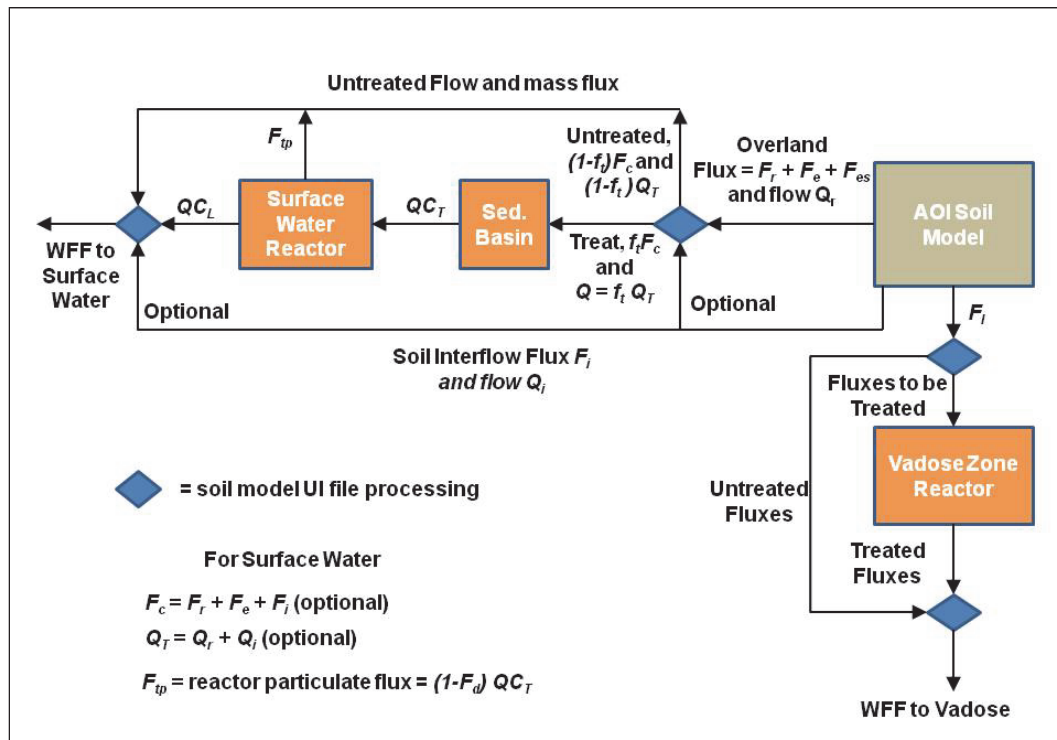 Untreated Flow and mass flux
F_tp
Untreated,
(1-f_t)F_c and
(1-f_t)Q_T
Overland
Flux = F_r + F_e + F_es
and flow Q_r
AOI Soil
Model
QC_L
Surface
Water
Reactor
QC_T
Sed.
Basin
WFF to
Surface
Water
Treat, f_tF_c
and
Q = f_t Q_T
Optional
Optional
F_l
Soil Interflow Flux F_i
and flow Q_i
Fluxes to be
Treated
Vadose Zone
Reactor
Untreated
Fluxes
Treated
Fluxes
= soil model UI file processing
For Surface Water
F_c = F_r + F_e + F_i (optional)
Q_T = Q_r + Q_i (optional)
F_tp = reactor particulate flux = (1-F_d) QC_T
WFF to Vadose